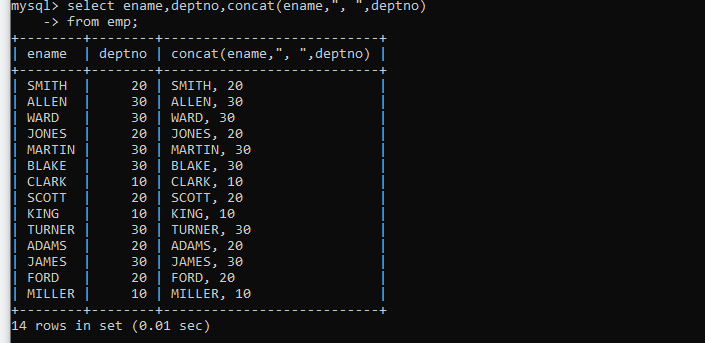 mysql> select ename,deptno,concat(ename,", ",deptno)
    -> from emp;
+--------+--------+---------------------------+
| ename  | deptno | concat(ename,", ",deptno) |
+--------+--------+---------------------------+
| SMITH  |     20 | SMITH, 20                 |
| ALLEN  |     30 | ALLEN, 30                 |
| WARD   |     30 | WARD, 30                  |
| JONES  |     20 | JONES, 20                 |
| MARTIN |     30 | MARTIN, 30                |
| BLAKE  |     30 | BLAKE, 30                 |
| CLARK  |     10 | CLARK, 10                 |
| SCOTT  |     20 | SCOTT, 20                 |
| KING   |     10 | KING, 10                  |
| TURNER |     30 | TURNER, 30                |
| ADAMS  |     20 | ADAMS, 20                 |
| JAMES  |     30 | JAMES, 30                 |
| FORD   |     20 | FORD, 20                  |
| MILLER |     10 | MILLER, 10                |
+--------+--------+---------------------------+
14 rows in set (0.01 sec)